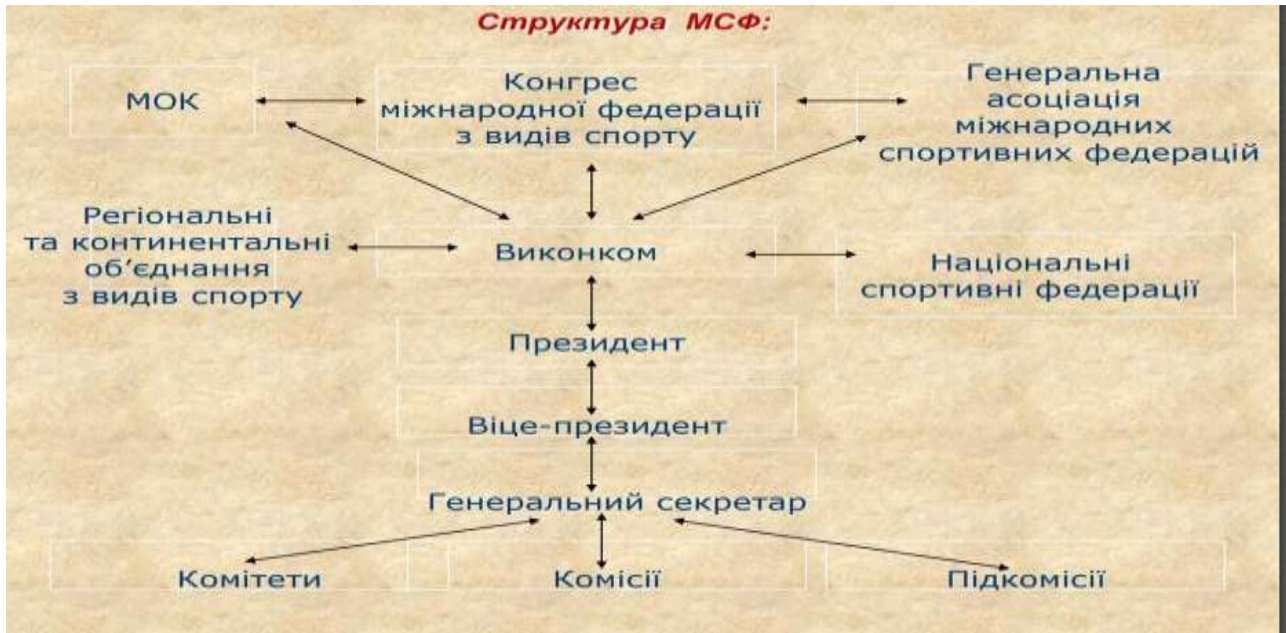 Структура МСФ:
МОК
Конгрес
міжнародної федерації
з видів спорту
Генеральна
асоціація
міжнародних
спортивних федерацій
Регіональні
та континентальні
об’єднання
з видів спорту
Виконком
Національні
спортивні федерації
Президент
Віце-президент
Генеральний секретар
Комітети
Комісії
Підкомісії